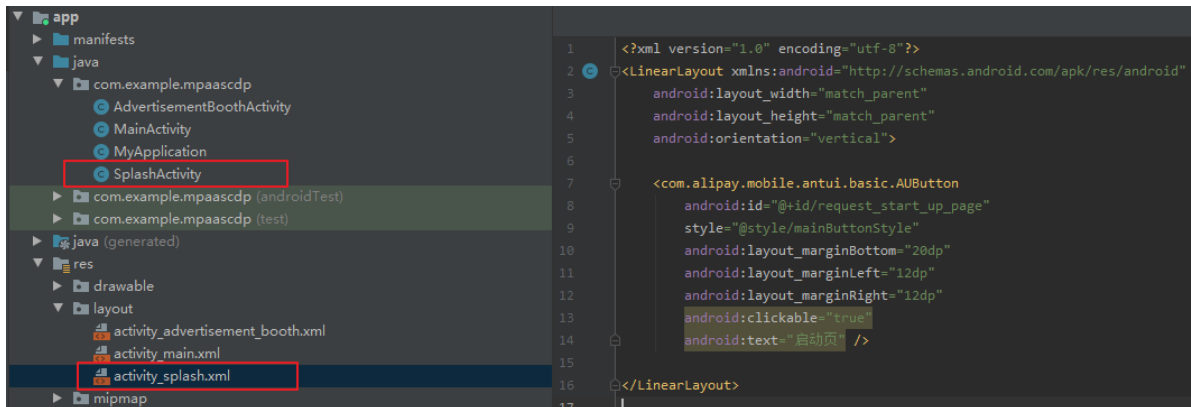 app
manifests
java
com.example.mpaascdp
AdvertisementBoothActivity
MainActivity
MyApplication
SplashActivity
com.example.mpaascdp (androidTest)
com.example.mpaascdp (test)
java (generated)
res
drawable
layout
activity_advertisement_booth.xml
activity_main.xml
activity_splash.xml
mipmap
1 <?xml version="1.0" encoding="utf-8"?>
2 <LinearLayout xmlns:android="http://schemas.android.com/apk/res/android"
3 android:layout_width="match_parent"
4 android:layout_height="match_parent"
5 android:orientation="vertical">
6
7 <com.alipay.mobile.antui.basic.AUButton
8 android:id="@+id/request_start_up_page"
9 style="@style/mainButtonStyle"
10 android:layout_marginBottom="20dp"
11 android:layout_marginLeft="12dp"
12 android:layout_marginRight="12dp"
13 android:clickable="true"
14 android:text="启动页" />
15
16 </LinearLayout>
17